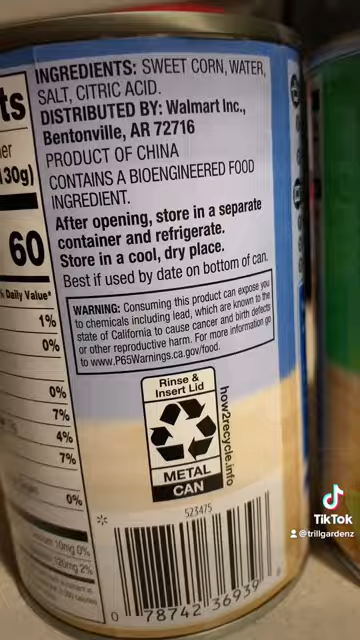 INGREDIENTS: SWEET CORN, WATER,
SALT, CITRIC ACID.
DISTRIBUTED BY: Walmart Inc.,
Bentonville, AR 72716
PRODUCT OF CHINA
CONTAINS A BIOENGINEERED FOOD
INGREDIENT.
After opening, store in a separate
container and refrigerate.
Store in a cool, dry place.
Best if used by date on bottom of can.
WARNING: Consuming this product can expose you
to chemicals including lead, which are known to the
state of California to cause cancer and birth defects
or other reproductive harm. For more information go
to www.P65Warnings.ca.gov/food.
Rinse &
Insert Lid
METAL
CAN
how2recycle.info
523475
0 78742 36939
ts
130g)
60
% Daily Value*
1%
0%
0%
7%
4%
7%
0%
*
10mg 0%
120mg 2%
TikTok
@trillgardenz